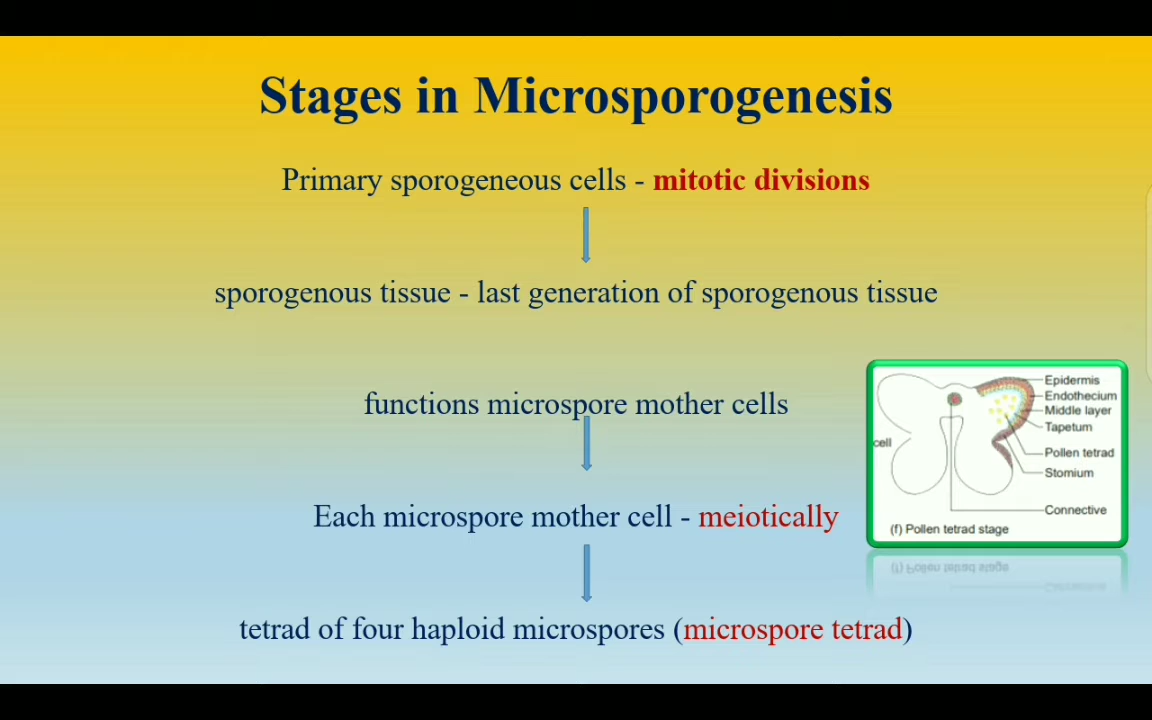 Stages in Microsporogenesis
Primary sporogeneous cells - mitotic divisions
sporogenous tissue - last generation of sporogenous tissue
functions microspore mother cells
Each microspore mother cell - meiotically
tetrad of four haploid microspores (microspore tetrad)
Epidermis
Endothecium
Middle layer
Tapetum
cell
Pollen tetrad
Stomium
Connective
(f) Pollen tetrad stage